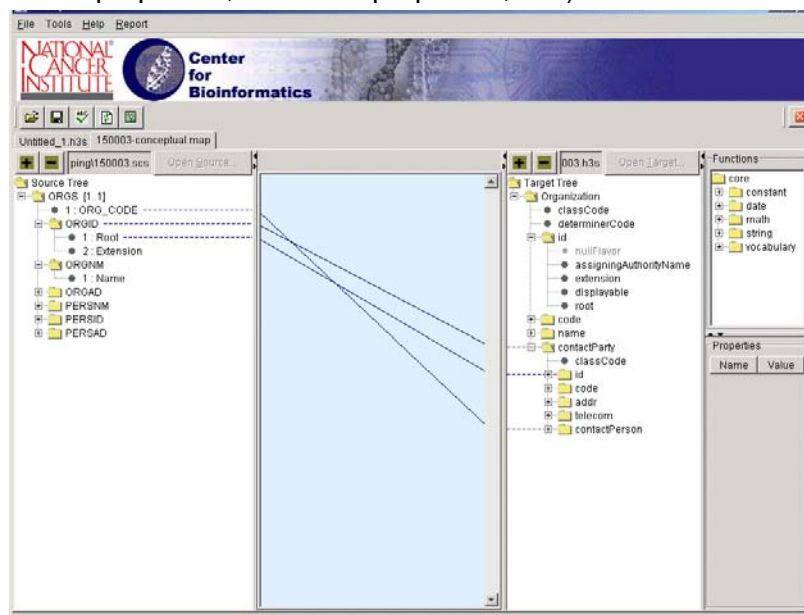 File Tools Help Report
NATIONAL
CANCER
INSTITUTE
Center
for
Bioinformatics
Untitled_1.h3s 150003-conceptual map
ping\150003.scs Open Source...
Source Tree
ORGS [1..1]
1 : ORG_CODE
ORGID
1 : Root
2 : Extension
ORGNM
1 : Name
ORGAD
PERSNM
PERSID
PERSAD
003.h3s Open Target...
Target Tree
Organization
classCode
determinerCode
id
nullFlavor
assigningAuthorityName
extension
displayable
root
code
name
contactParty
classCode
id
code
addr
telecom
contactPerson
Functions
core
constant
date
math
string
vocabulary
Properties
Name Value